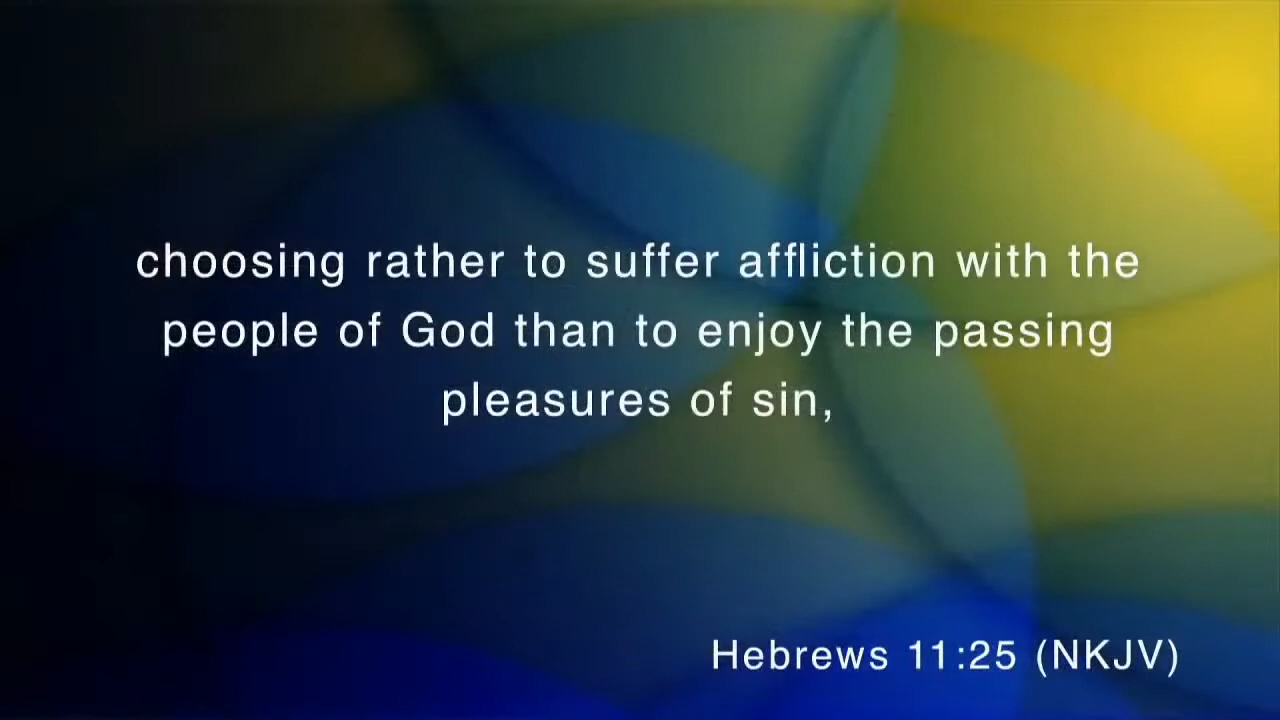 choosing rather to suffer affliction with the
people of God than to enjoy the passing
pleasures of sin,
Hebrews 11:25 (NKJV)